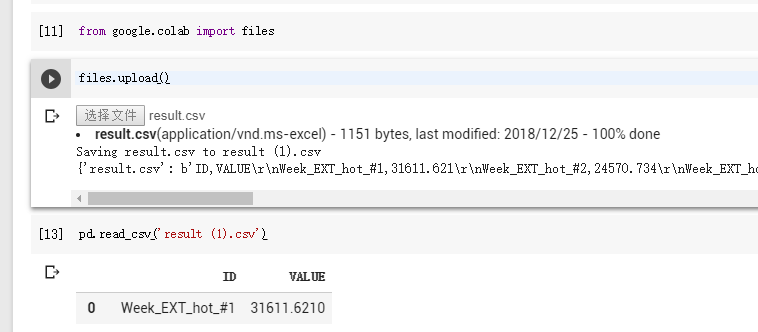 [11] from google.colab import files
files.upload()
选择文件 result.csv
• result.csv(application/vnd.ms-excel) - 1151 bytes, last modified: 2018/12/25 - 100% done
Saving result.csv to result (1).csv
{'result.csv': b'ID,VALUE\r\nWeek_EXT_hot_#1,31611.621\r\nWeek_EXT_hot_#2,24570.734\r\nWeek_EXT_ho
[13] pd.read_csv('result (1).csv')
ID VALUE
0 Week_EXT_hot_#1 31611.6210